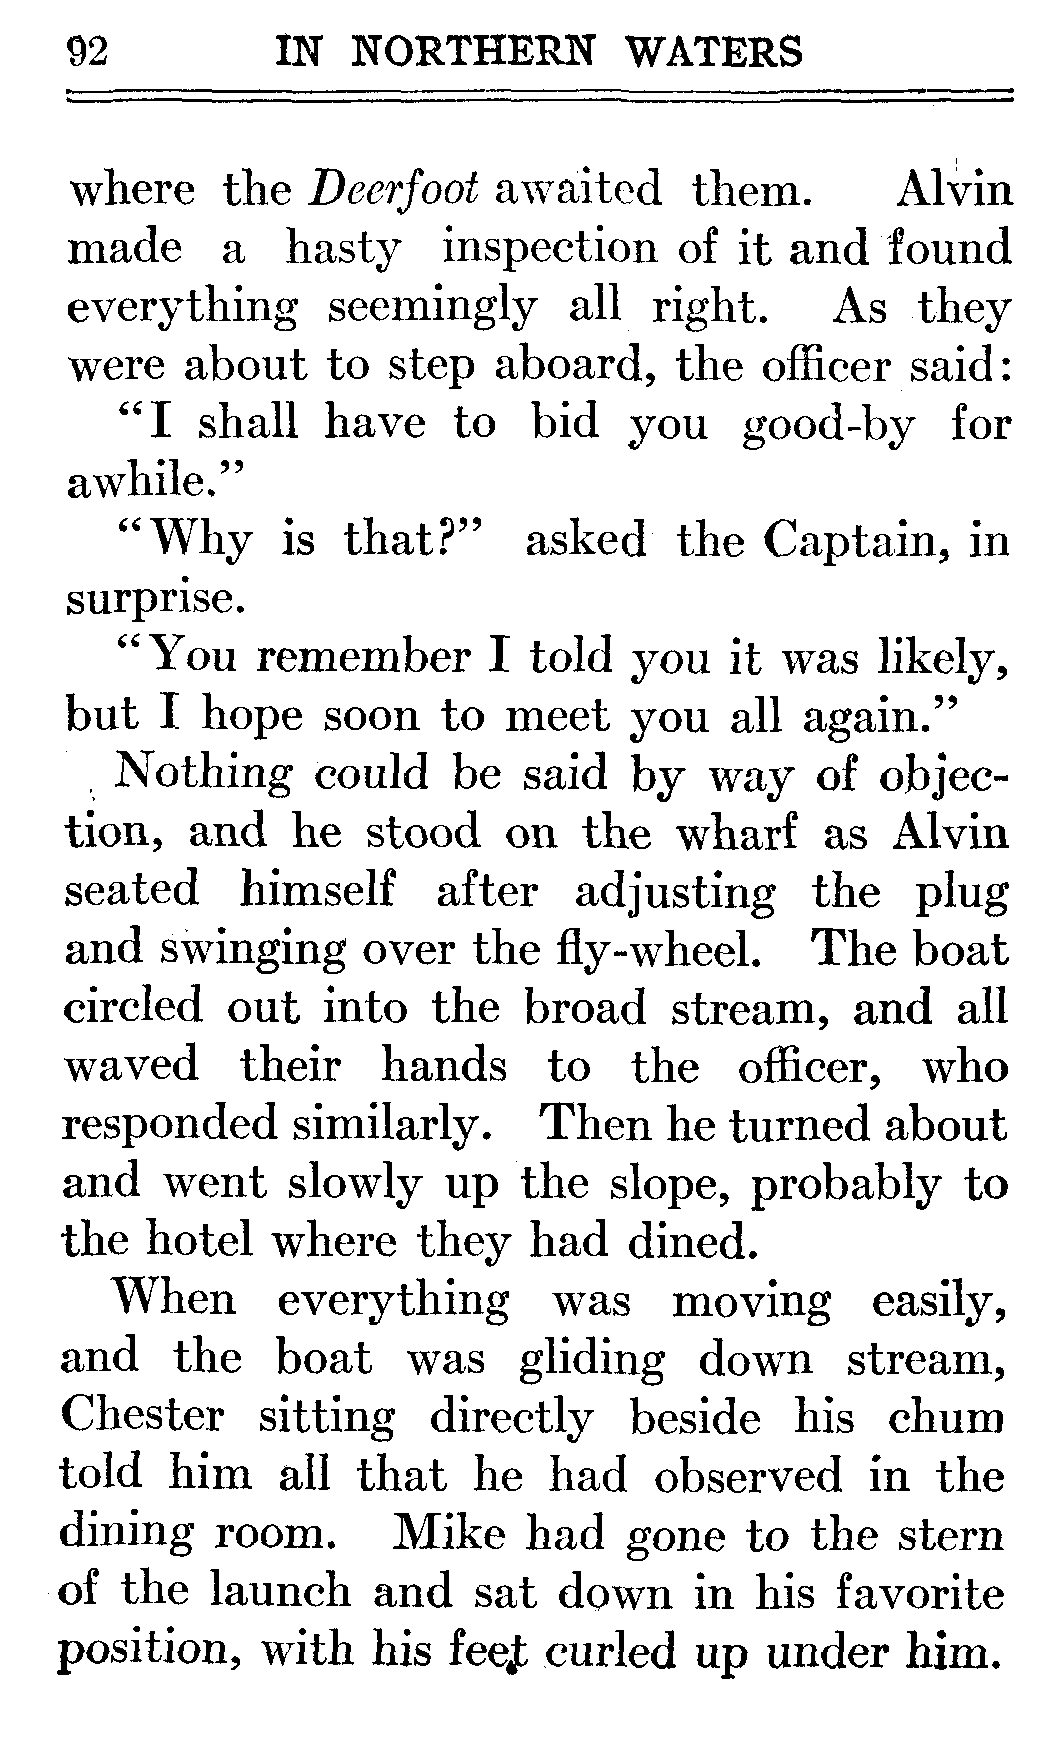 92 IN NORTHERN WATERS
where the Deerfoot awaited them. Alvin
made a hasty inspection of it and found
everything seemingly all right. As they
were about to step aboard, the officer said:
“I shall have to bid you good-by for
awhile.”
“Why is that?” asked the Captain, in
surprise.
“You remember I told you it was likely,
but I hope soon to meet you all again.”
Nothing could be said by way of objec-
tion, and he stood on the wharf as Alvin
seated himself after adjusting the plug
and swinging over the fly-wheel. The boat
circled out into the broad stream, and all
waved their hands to the officer, who
responded similarly. Then he turned about
and went slowly up the slope, probably to
the hotel where they had dined.
When everything was moving easily,
and the boat was gliding down stream,
Chester sitting directly beside his chum
told him all that he had observed in the
dining room. Mike had gone to the stern
of the launch and sat down in his favorite
position, with his feet curled up under him.